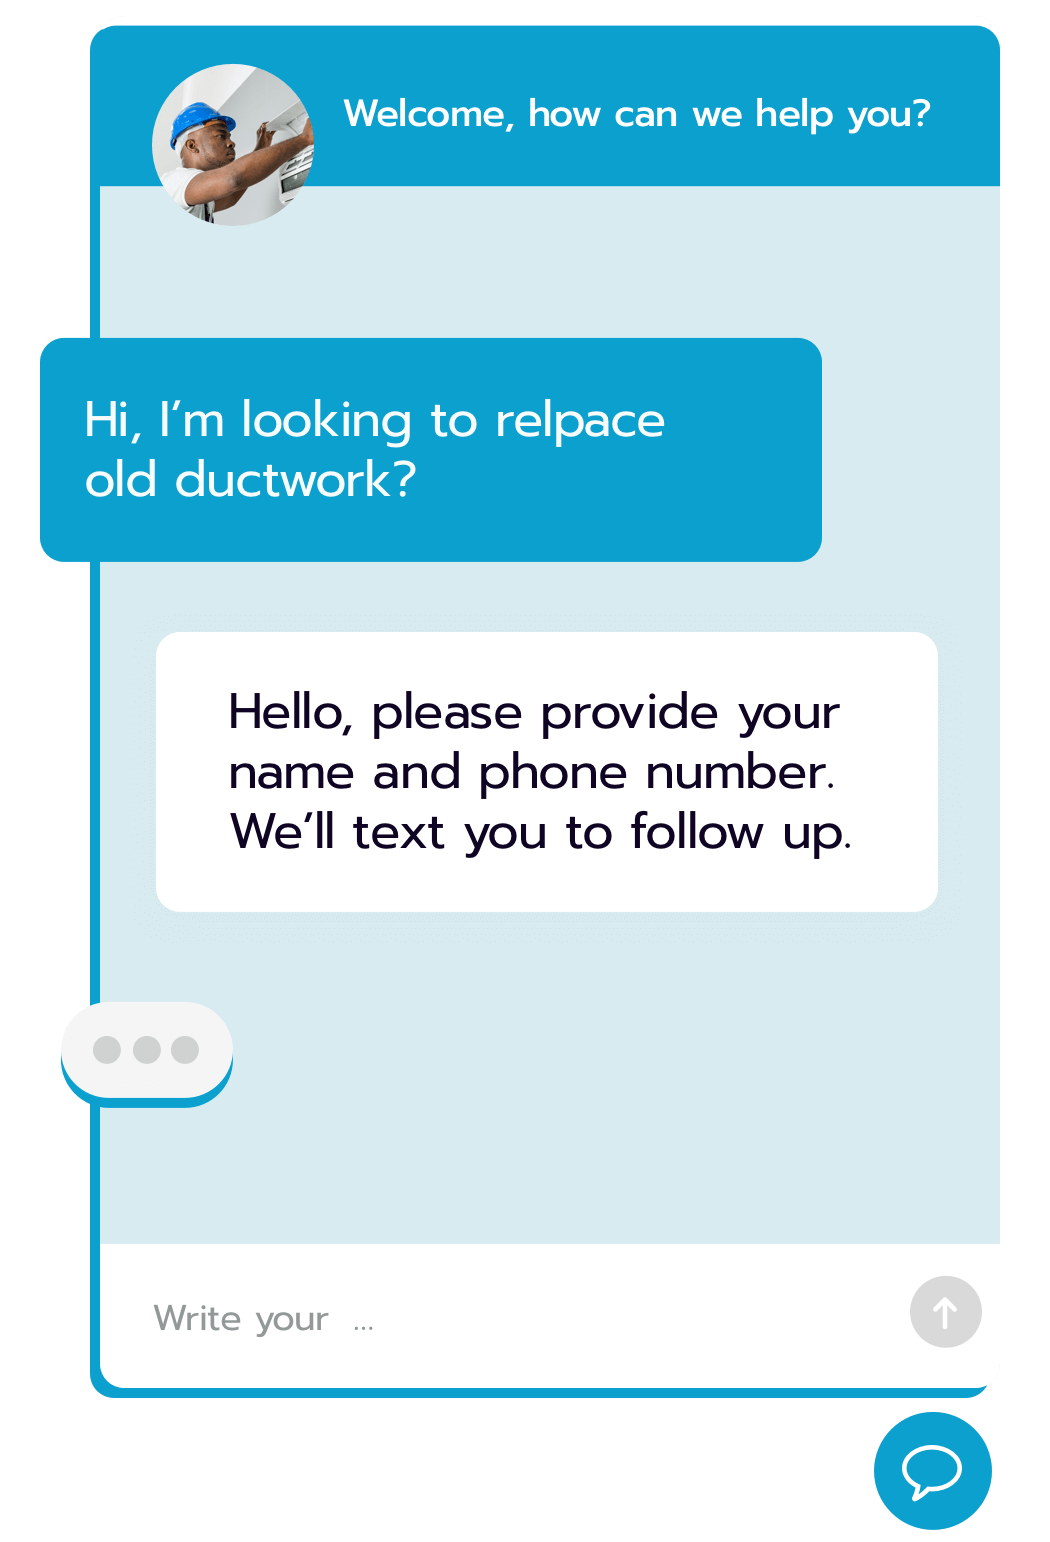 Welcome, how can we help you?
Hi, I’m looking to relpace
old ductwork?
Hello, please provide your
name and phone number.
We’ll text you to follow up.
Write your ...